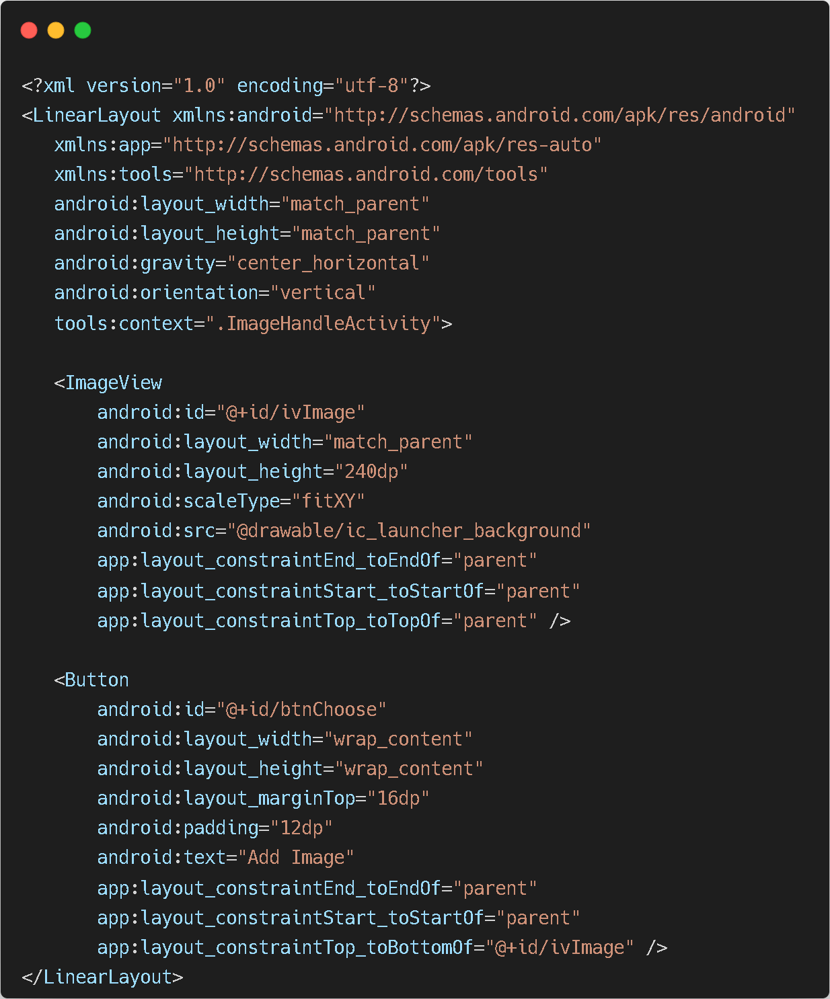 <?xml version="1.0" encoding="utf-8"?>
<LinearLayout xmlns:android="http://schemas.android.com/apk/res/android"
   xmlns:app="http://schemas.android.com/apk/res-auto"
   xmlns:tools="http://schemas.android.com/tools"
   android:layout_width="match_parent"
   android:layout_height="match_parent"
   android:gravity="center_horizontal"
   android:orientation="vertical"
   tools:context=".ImageHandleActivity">

   <ImageView
       android:id="@+id/ivImage"
       android:layout_width="match_parent"
       android:layout_height="240dp"
       android:scaleType="fitXY"
       android:src="@drawable/ic_launcher_background"
       app:layout_constraintEnd_toEndOf="parent"
       app:layout_constraintStart_toStartOf="parent"
       app:layout_constraintTop_toTopOf="parent" />

   <Button
       android:id="@+id/btnChoose"
       android:layout_width="wrap_content"
       android:layout_height="wrap_content"
       android:layout_marginTop="16dp"
       android:padding="12dp"
       android:text="Add Image"
       app:layout_constraintEnd_toEndOf="parent"
       app:layout_constraintStart_toStartOf="parent"
       app:layout_constraintTop_toBottomOf="@+id/ivImage" />
</LinearLayout>